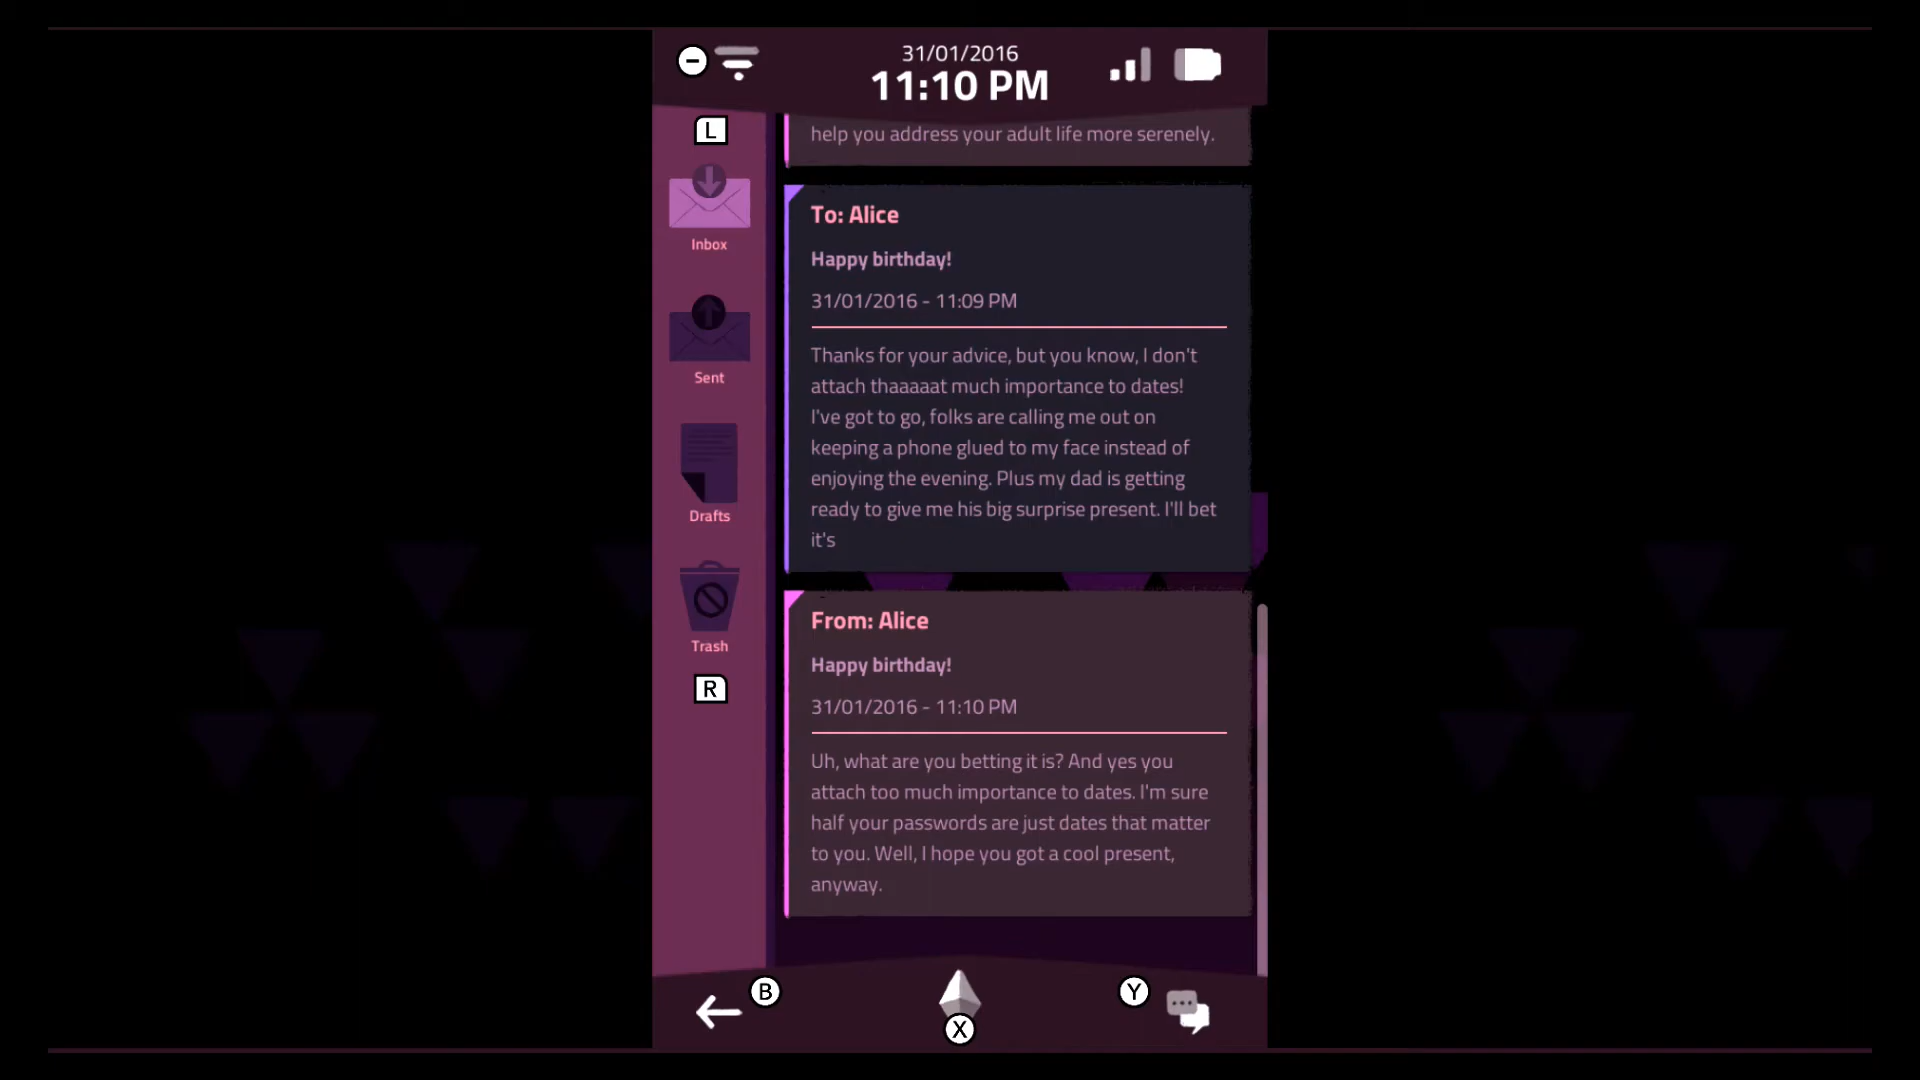 31/01/2016
11:10 PM
L
Inbox
Sent
Drafts
Trash
R
help you address your adult life more serenely.
To: Alice
Happy birthday!
31/01/2016 - 11:09 PM
Thanks for your advice, but you know, I don't
attach thaaaaat much importance to dates!
I've got to go, folks are calling me out on
keeping a phone glued to my face instead of
enjoying the evening. Plus my dad is getting
ready to give me his big surprise present. I'll bet
it's
From: Alice
Happy birthday!
31/01/2016 - 11:10 PM
Uh, what are you betting it is? And yes you
attach too much importance to dates. I'm sure
half your passwords are just dates that matter
to you. Well, I hope you got a cool present,
anyway.
B
X
Y